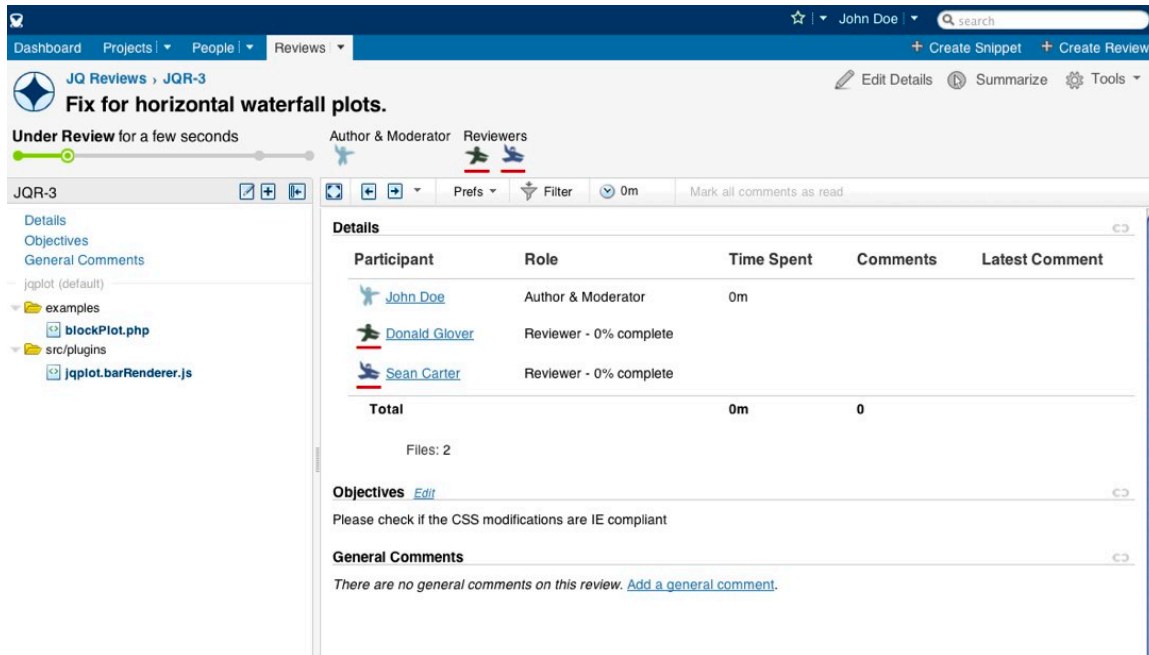 John Doe
search
Dashboard Projects People Reviews + Create Snippet + Create Review
JQ Reviews › JQR-3
Fix for horizontal waterfall plots.
Edit Details Summarize Tools
Under Review for a few seconds
Author & Moderator Reviewers
JQR-3
Prefs Filter 0m Mark all comments as read
Details
Objectives
General Comments
jqplot (default)
examples
blockPlot.php
src/plugins
jqplot.barRenderer.js
Details
Participant Role Time Spent Comments Latest Comment
John Doe Author & Moderator 0m
Donald Glover Reviewer - 0% complete
Sean Carter Reviewer - 0% complete
Total 0m 0
Files: 2
Objectives Edit
Please check if the CSS modifications are IE compliant
General Comments
There are no general comments on this review. Add a general comment.